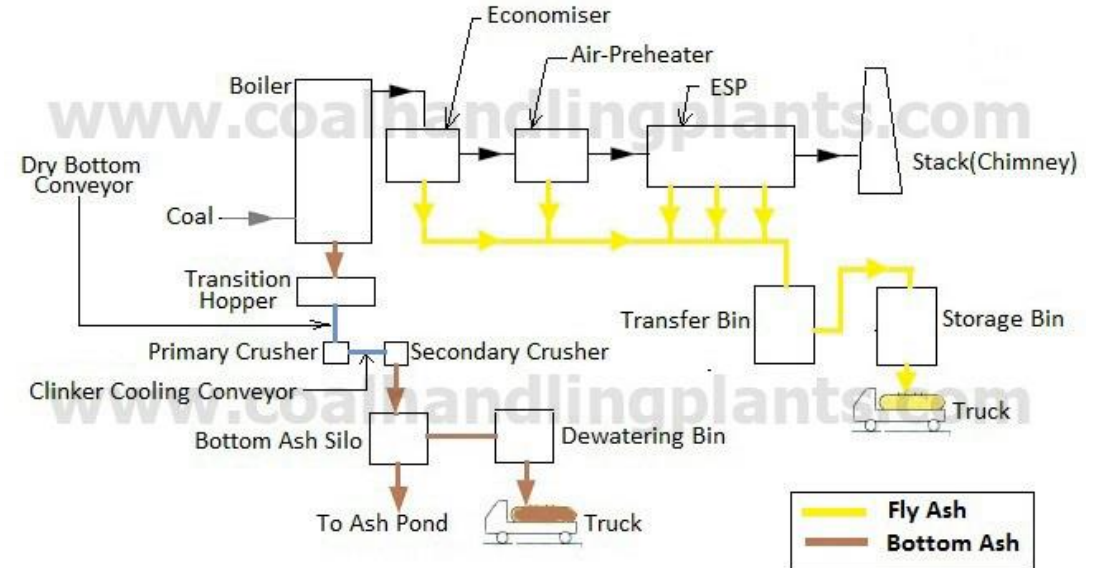 Economiser
Air-Preheater
Boiler
ESP
www.coalhandlingplants.com
Dry Bottom
Conveyor
Stack(Chimney)
Coal
Transition
Hopper
Transfer Bin
Storage Bin
Primary Crusher
Secondary Crusher
Clinker Cooling Conveyor
www.coalhandlingplants.com
Truck
Bottom Ash Silo
Dewatering Bin
To Ash Pond
Truck
Fly Ash
Bottom Ash